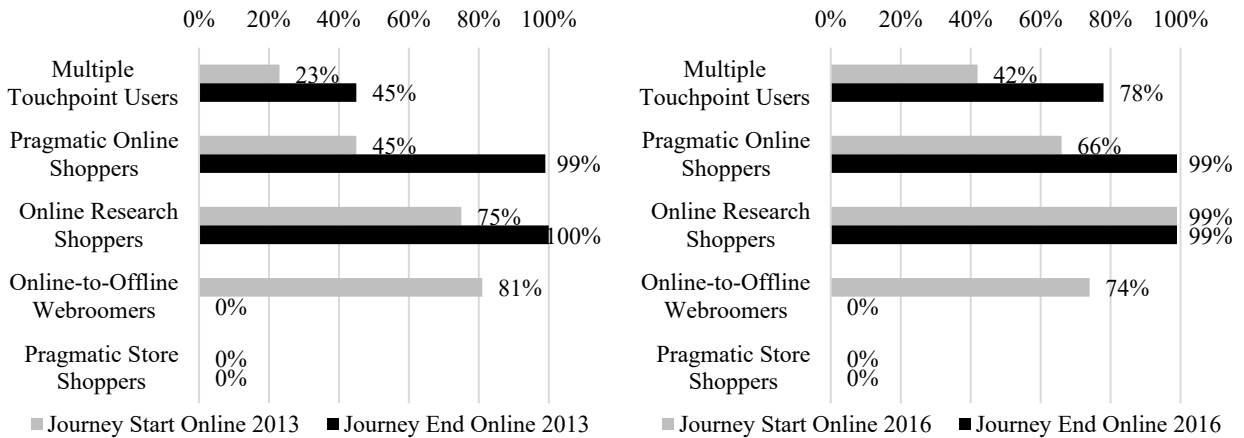 0% 20% 40% 60% 80% 100%
Multiple
Touchpoint Users
23%
45%
Pragmatic Online
Shoppers
45%
99%
Online Research
Shoppers
75%
100%
Online-to-Offline
Webroomers
81%
0%
Pragmatic Store
Shoppers
0%
0%
Journey Start Online 2013 Journey End Online 2013
0% 20% 40% 60% 80% 100%
Multiple
Touchpoint Users
42%
78%
Pragmatic Online
Shoppers
66%
99%
Online Research
Shoppers
99%
99%
Online-to-Offline
Webroomers
74%
0%
Pragmatic Store
Shoppers
0%
0%
Journey Start Online 2016 Journey End Online 2016